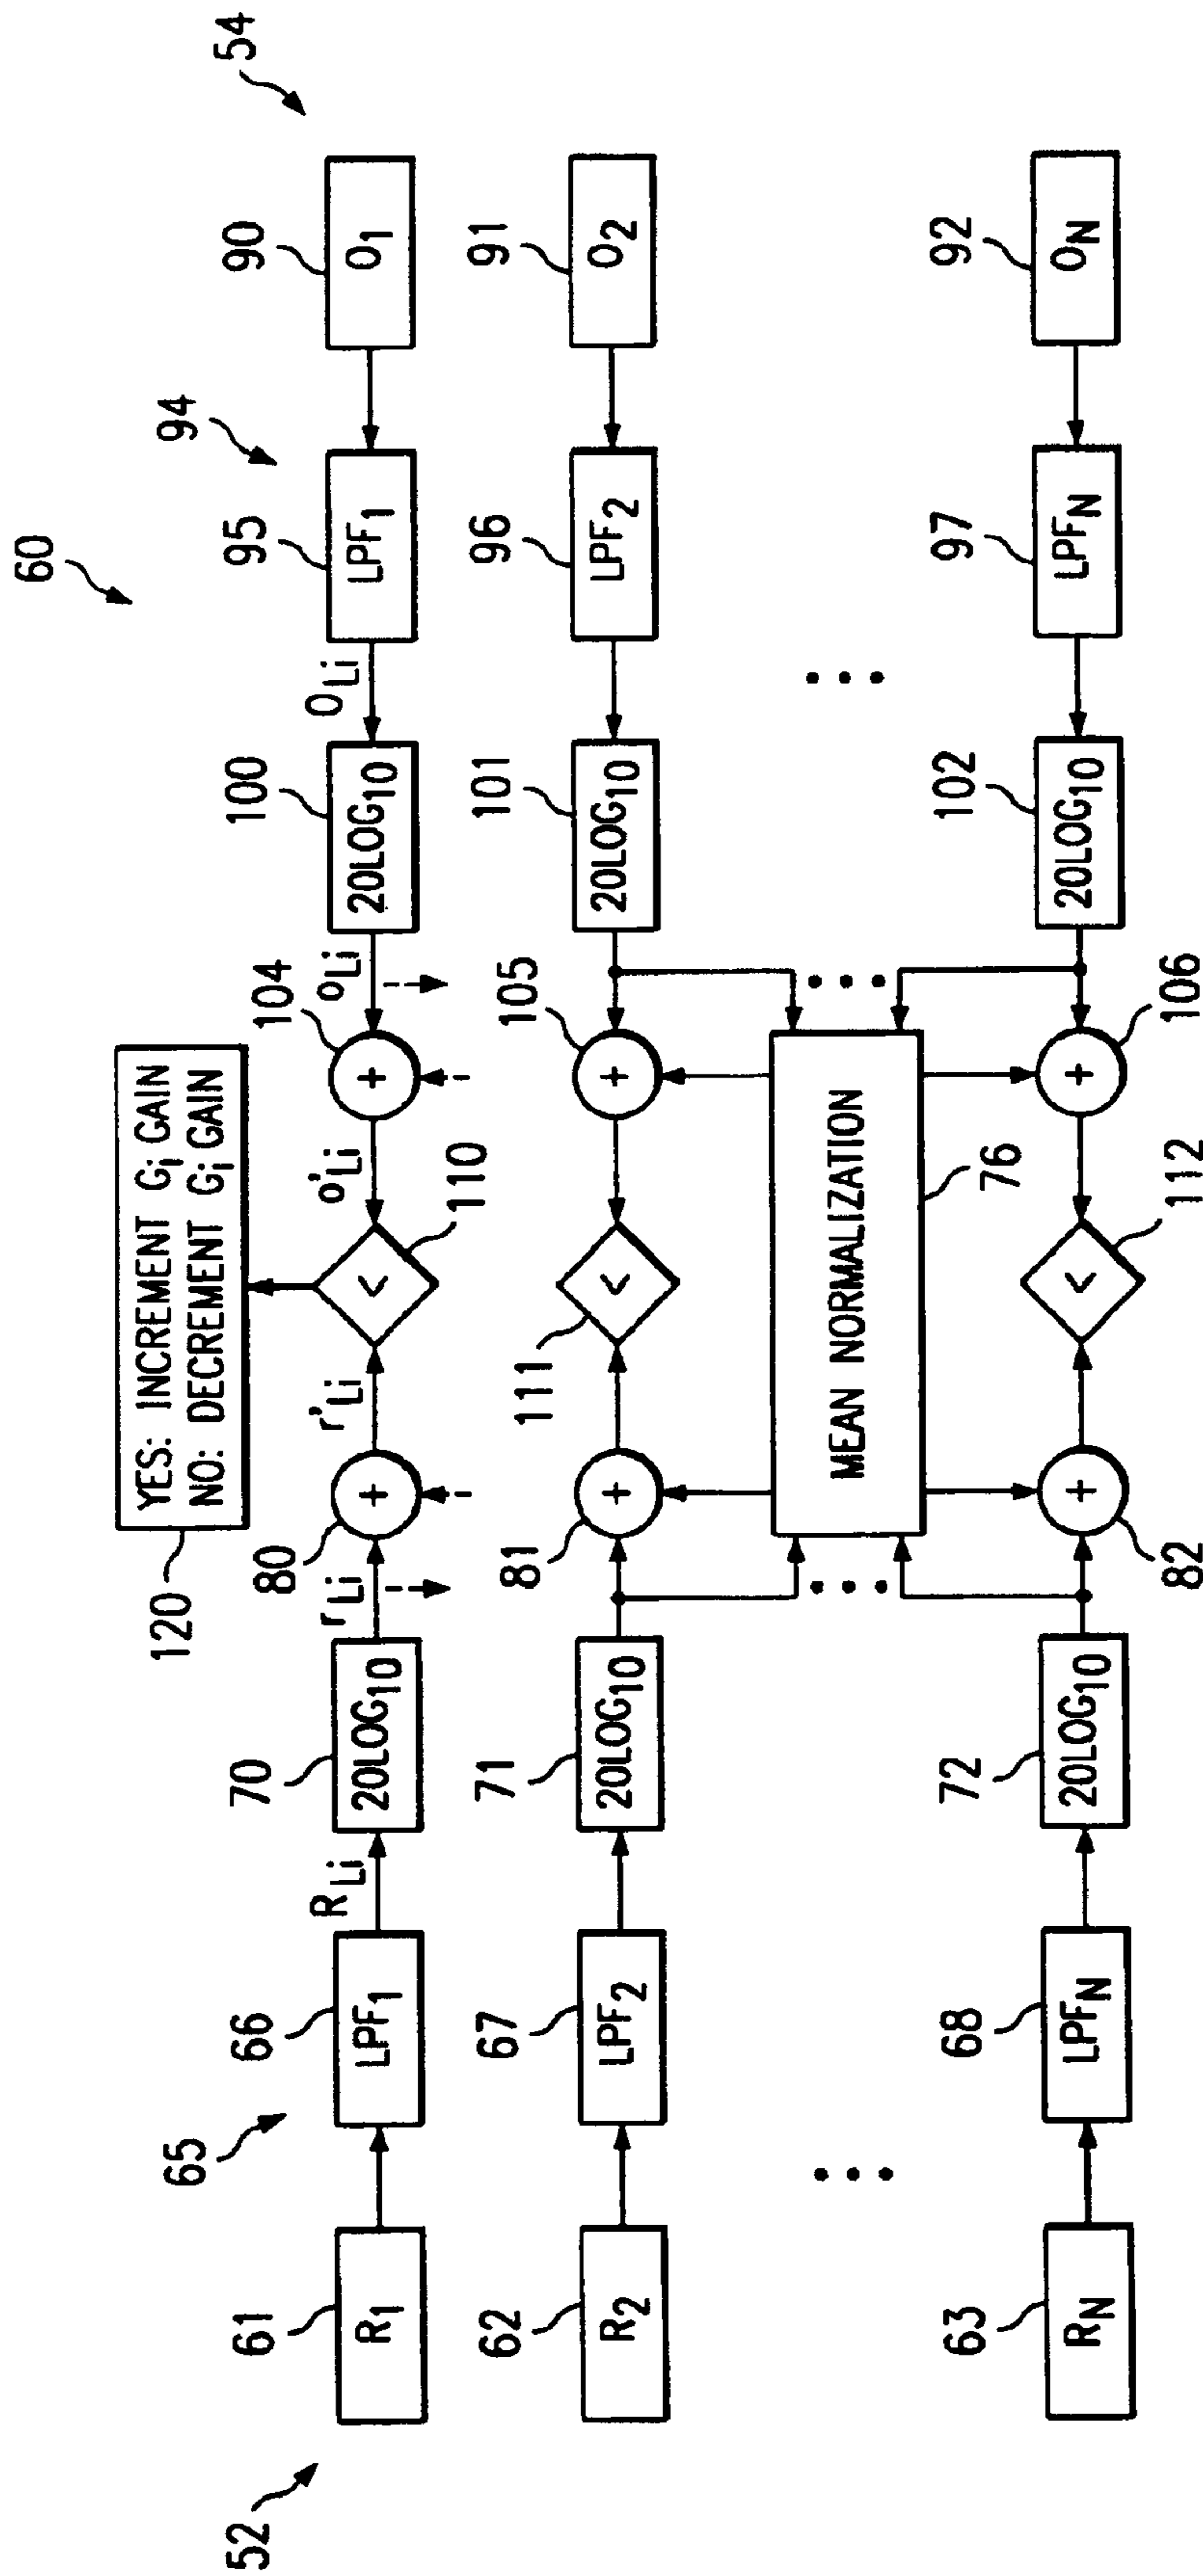 60
54
52
120
YES: INCREMENT Gi GAIN
NO: DECREMENT Gi GAIN
61
65
66
70
80
110
104
100
95
94
90
R1
LPF1
RLi
20LOG10
rLi
+
r'Li
<
o'Li
+
oLi
20LOG10
OLi
LPF1
O1
62
67
71
81
111
105
101
96
91
R2
LPF2
20LOG10
+
<
+
20LOG10
LPF2
O2
MEAN NORMALIZATION
76
63
68
72
82
112
106
102
97
92
RN
LPFN
20LOG10
+
<
+
20LOG10
LPFN
ON